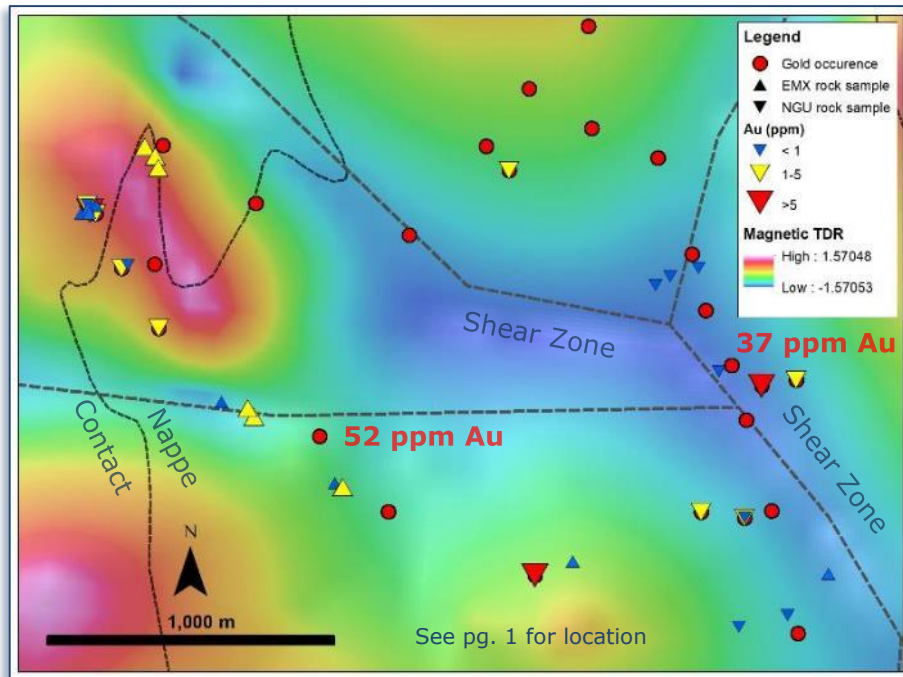 Legend
Gold occurence
EMX rock sample
NGU rock sample
Au (ppm)
< 1
1-5
>5
Magnetic TDR
High : 1.57048
Low : -1.57053
Shear Zone
37 ppm Au
Shear Zone
Contact
Nappe
52 ppm Au
N
1,000 m
See pg. 1 for location